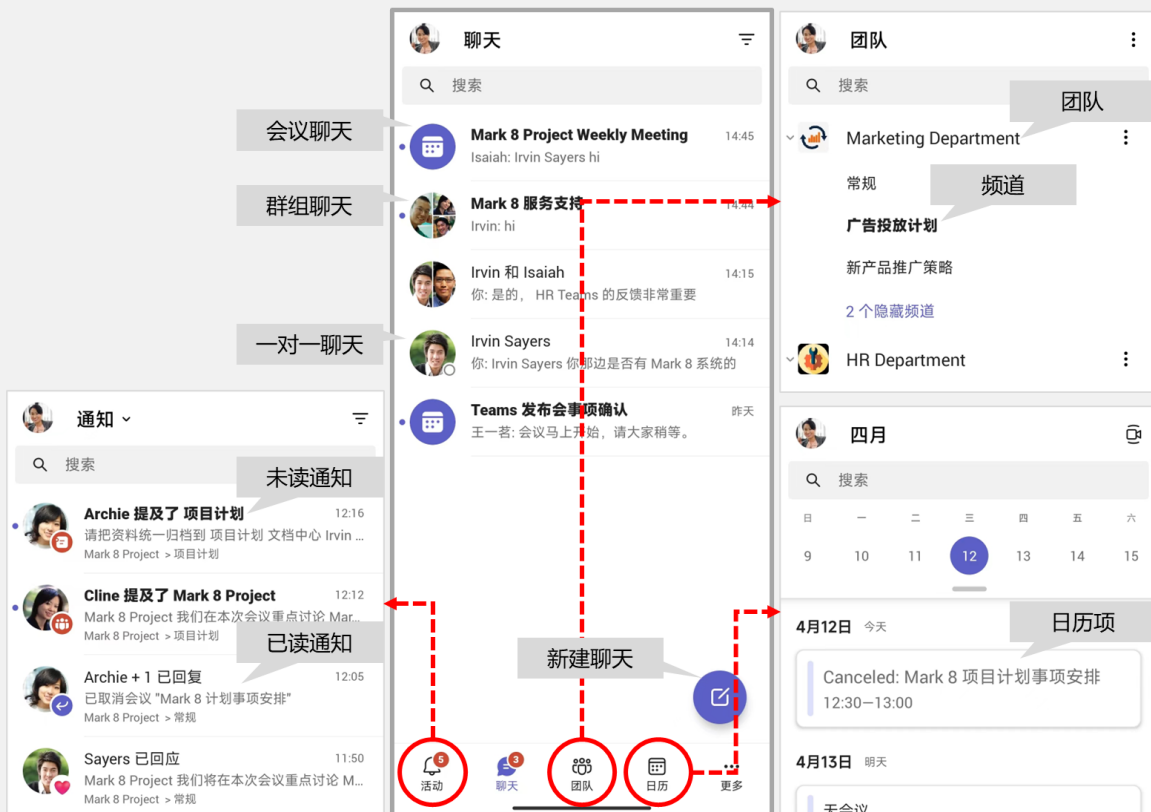 聊天
搜索
会议聊天
Mark 8 Project Weekly Meeting
14:45
Isaiah: Irvin Sayers hi
群组聊天
Mark 8 服务支持
14:44
Irvin: hi
Irvin 和 Isaiah
14:15
你: 是的， HR Teams 的反馈非常重要
一对一聊天
Irvin Sayers
14:14
你: Irvin Sayers 你那边是否有 Mark 8 系统的
Teams 发布会事项确认
昨天
王一茗: 会议马上开始，请大家稍等。
新建聊天
5
活动
3
聊天
团队
日历
更多
通知
搜索
未读通知
Archie 提及了 项目计划
12:16
请把资料统一归档到 项目计划 文档中心 Irvin ...
Mark 8 Project > 项目计划
Cline 提及了 Mark 8 Project
12:12
Mark 8 Project 我们在本次会议重点讨论 Mar...
Mark 8 Project > 项目计划
已读通知
Archie + 1 已回复
12:05
已取消会议 "Mark 8 计划事项安排"
Mark 8 Project > 常规
Sayers 已回应
11:50
Mark 8 Project 我们将在本次会议重点讨论 M...
Mark 8 Project > 常规
团队
搜索
团队
Marketing Department
常规
频道
广告投放计划
新产品推广策略
2 个隐藏频道
HR Department
四月
搜索
日 一 二 三 四 五 六
9 10 11 12 13 14 15
4月12日 今天
日历项
Canceled: Mark 8 项目计划事项安排
12:30—13:00
4月13日 明天
无会议